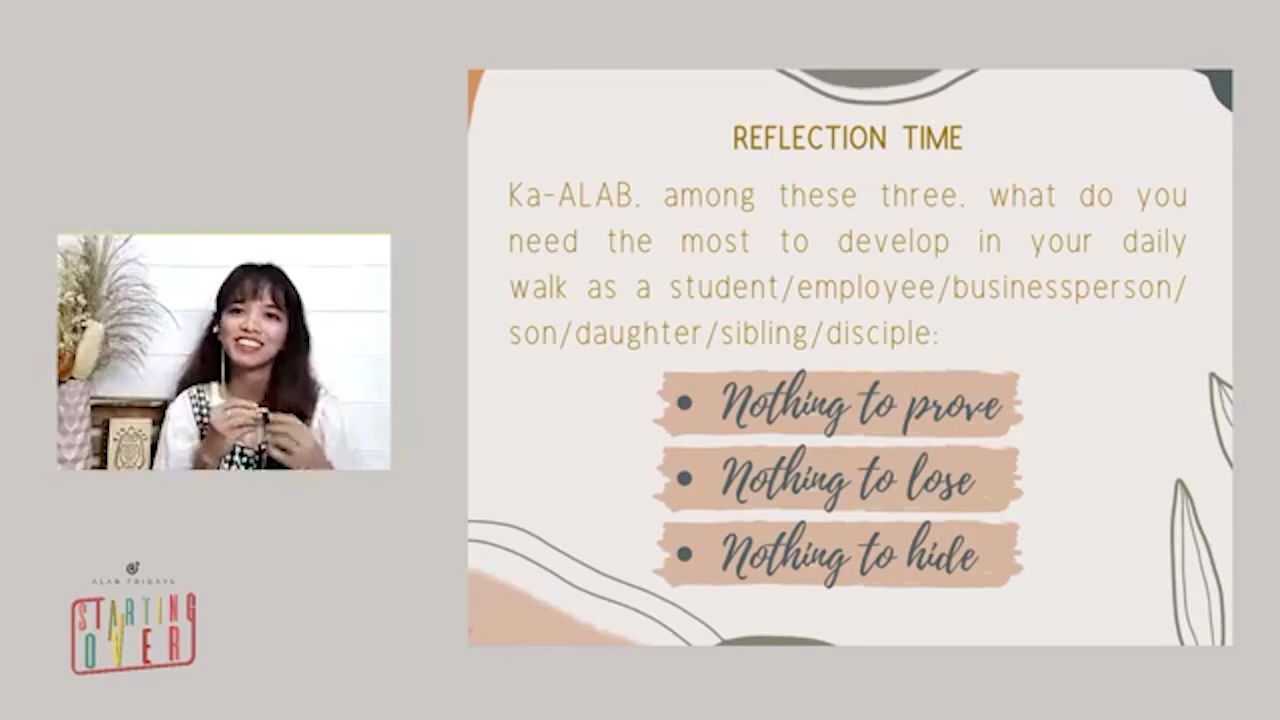 REFLECTION TIME
Ka-ALAB, among these three, what do you
need the most to develop in your daily
walk as a student/employee/businessperson/
son/daughter/sibling/disciple:
• Nothing to prove
• Nothing to lose
• Nothing to hide
ALAB FRIDAYS
STARTING
OVER